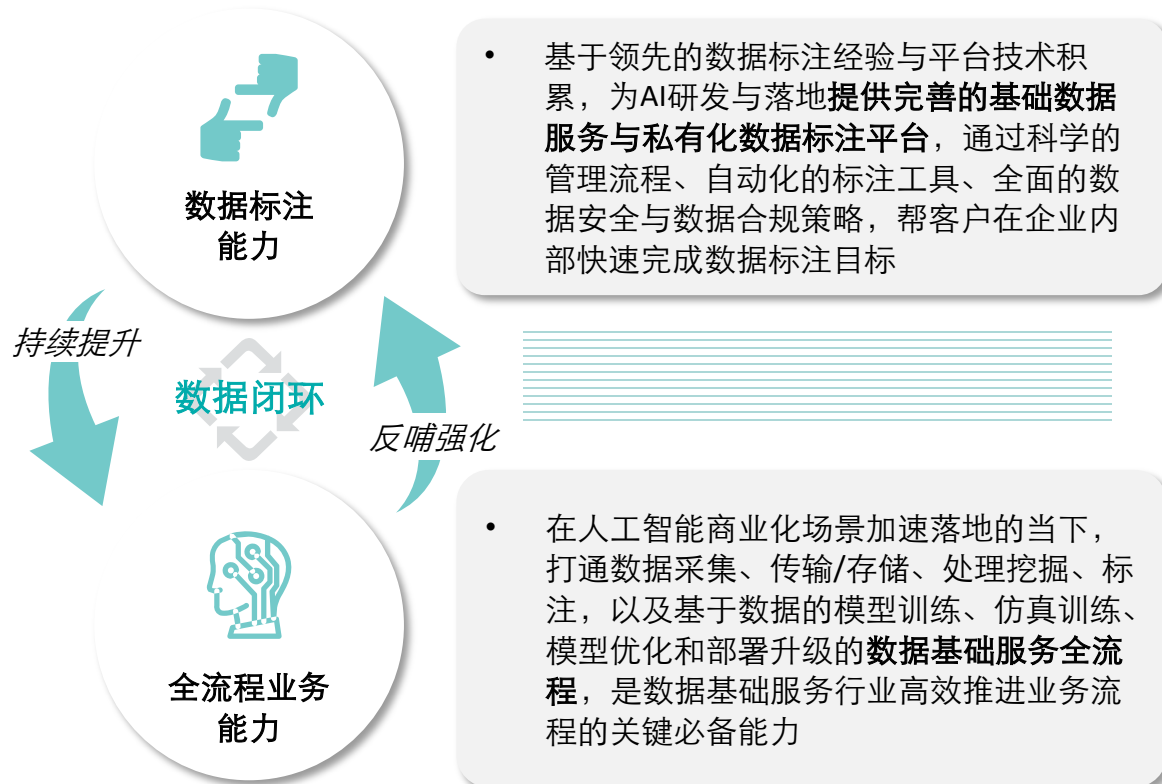 数据标注
能力
• 基于领先的数据标注经验与平台技术积
累，为AI研发与落地提供完善的基础数据
服务与私有化数据标注平台，通过科学的
管理流程、自动化的标注工具、全面的数
据安全与数据合规策略，帮客户在企业内
部快速完成数据标注目标
持续提升
数据闭环
反哺强化
全流程业务
能力
• 在人工智能商业化场景加速落地的当下，
打通数据采集、传输/存储、处理挖掘、标
注，以及基于数据的模型训练、仿真训练、
模型优化和部署升级的数据基础服务全流
程，是数据基础服务行业高效推进业务流
程的关键必备能力